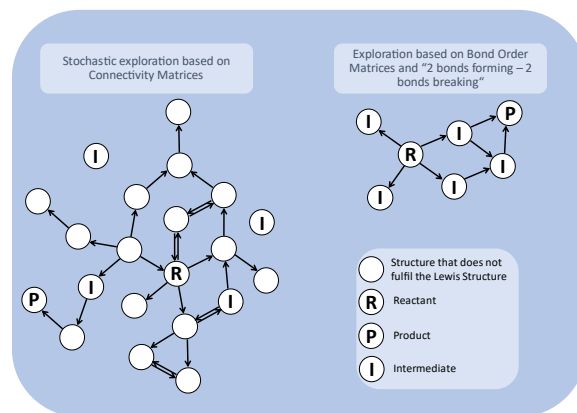 Stochastic exploration based on
Connectivity Matrices
Exploration based on Bond Order
Matrices and “2 bonds forming – 2
bonds breaking“
I
P
I
I
R
I
I
I
I
R
I
P
I
Structure that does not
fulfil the Lewis Structure
R
Reactant
P
Product
I
Intermediate